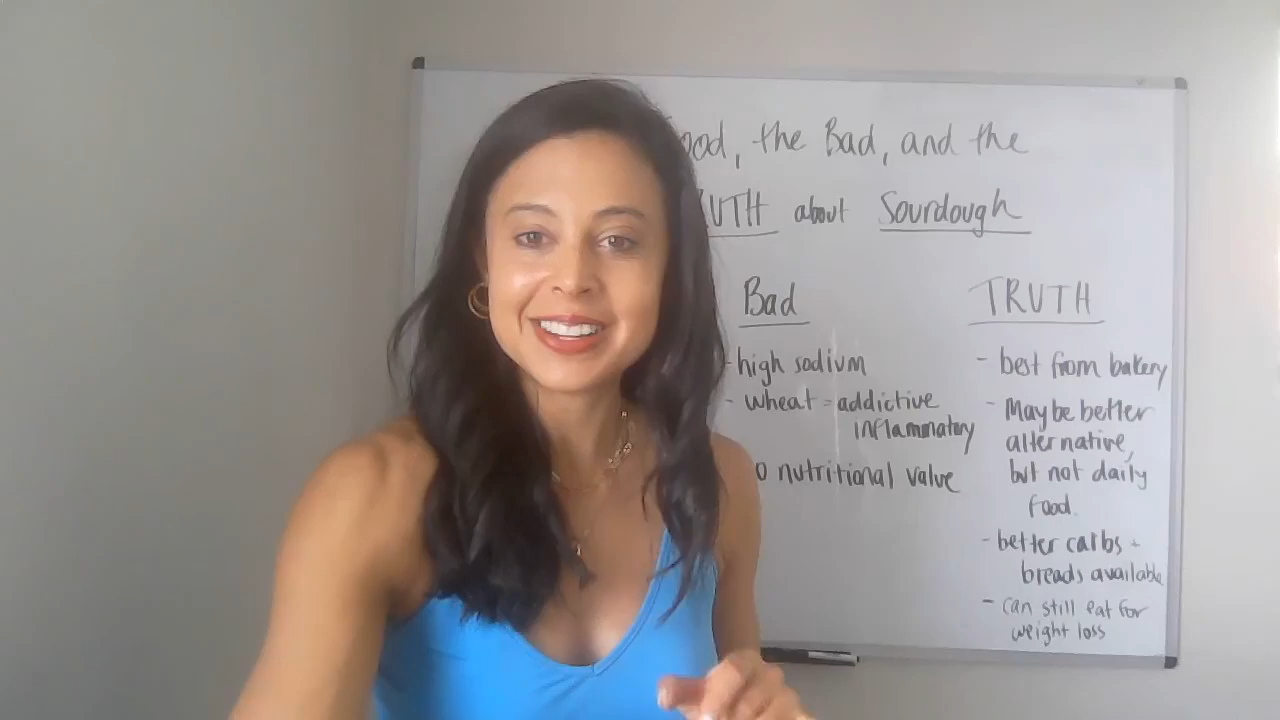 ood, the Bad, and the
UTH about Sourdough
Bad
TRUTH
- high sodium
- wheat = addictive
inflammatory
o nutritional value
- best from bakery
- Maybe better
alternative,
but not daily
food.
- better carbs +
breads available
- can still eat for
weight loss